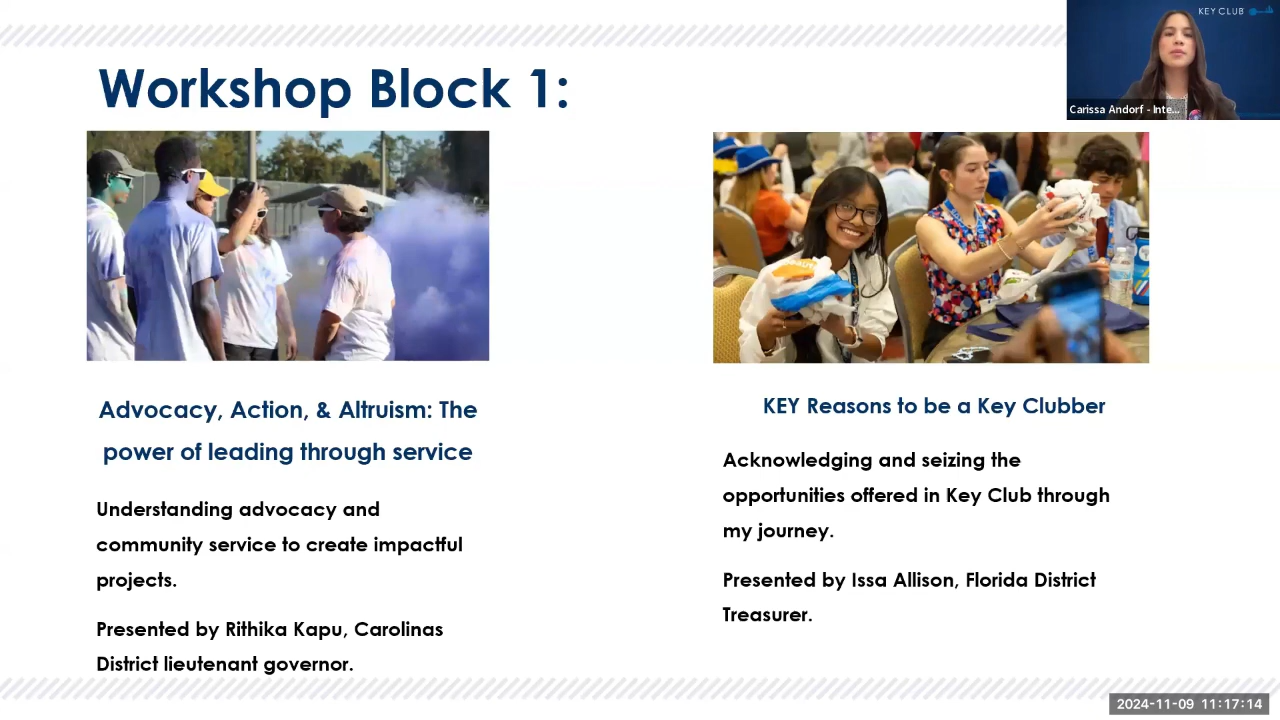 KEY CLUB
Carissa Andorf - Inte...
Workshop Block 1:
Advocacy, Action, & Altruism: The
power of leading through service
Understanding advocacy and
community service to create impactful
projects.
Presented by Rithika Kapu, Carolinas
District lieutenant governor.
KEY Reasons to be a Key Clubber
Acknowledging and seizing the
opportunities offered in Key Club through
my journey.
Presented by Issa Allison, Florida District
Treasurer.
2024-11-09 11:17:14